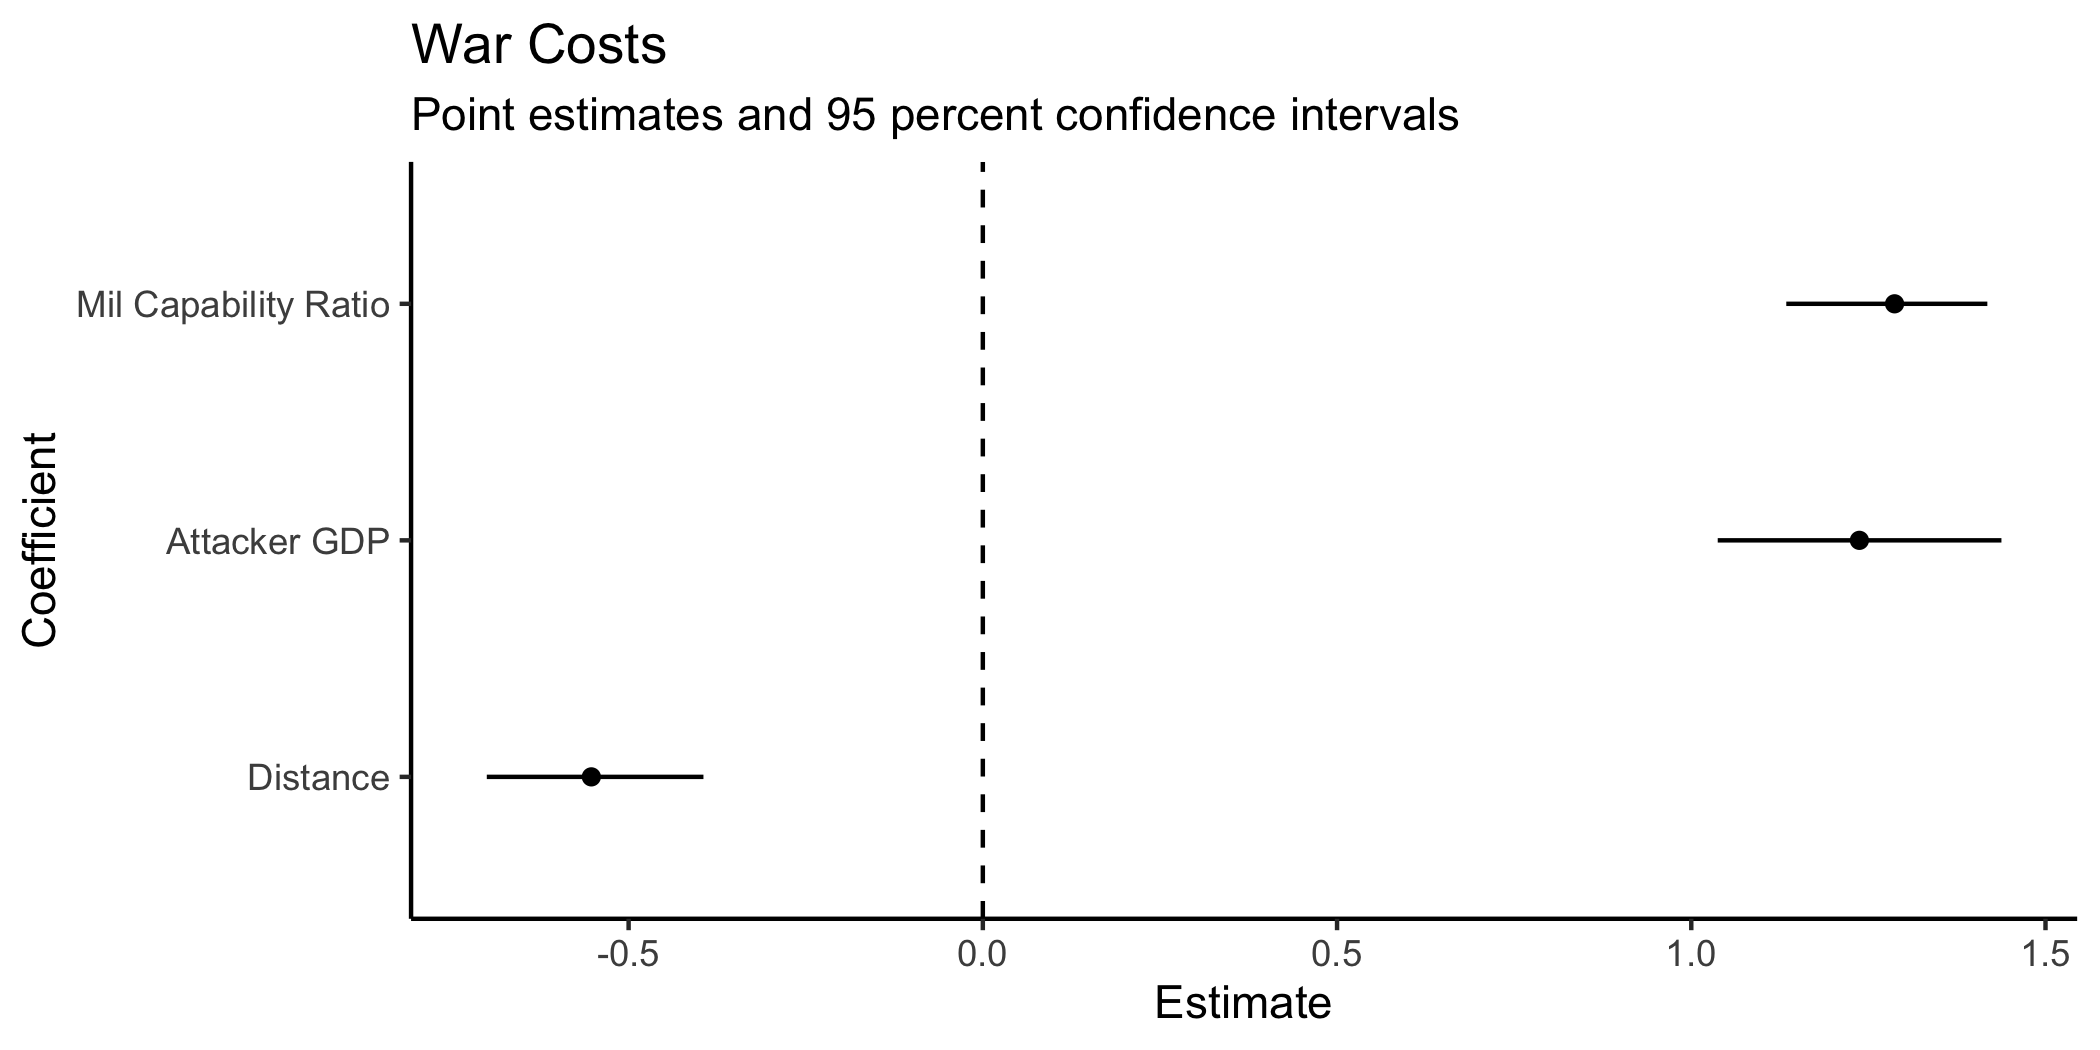 War Costs
Point estimates and 95 percent confidence intervals
Coefficient
Mil Capability Ratio
Attacker GDP
Distance
-0.5 0.0 0.5 1.0 1.5
Estimate